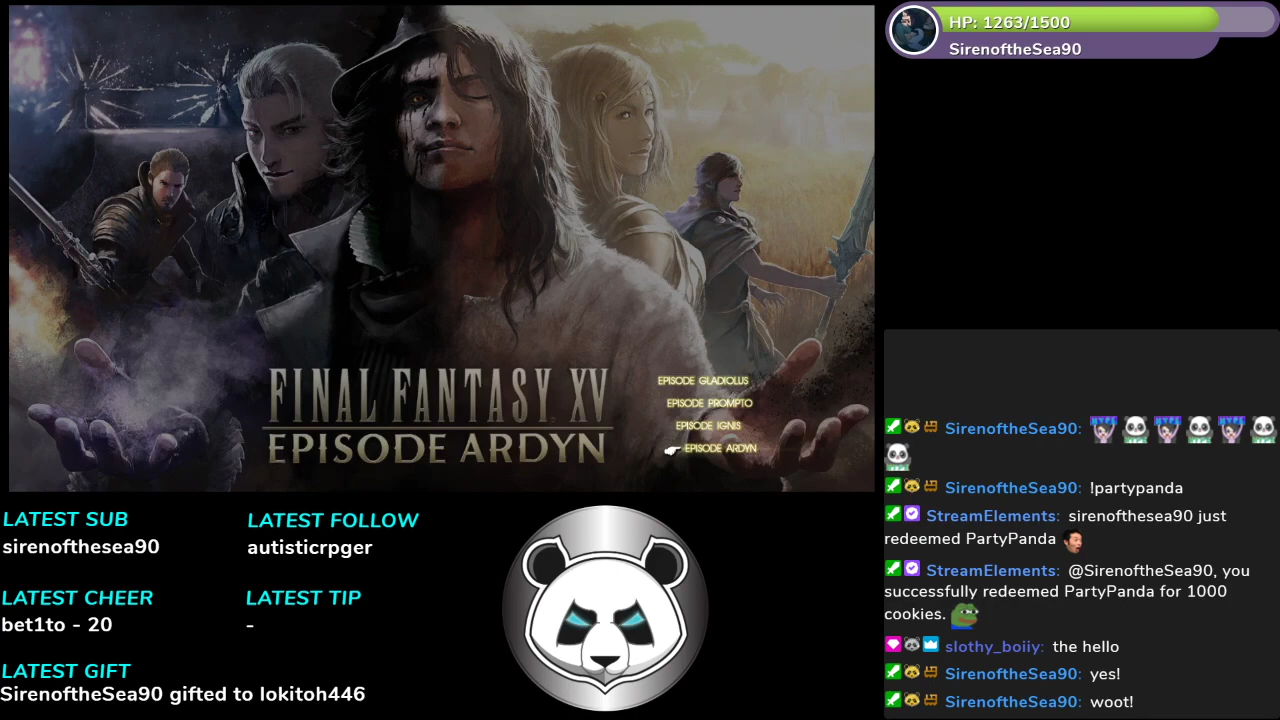 HP: 1263/1500
SirenoftheSea90
FINAL FANTASY XV
EPISODE ARDYN
EPISODE GLADIOLUS
EPISODE PROMPTO
EPISODE IGNIS
EPISODE ARDYN
LATEST SUB
sirenofthesea90
LATEST FOLLOW
autisticrpger
LATEST CHEER
bet1to - 20
LATEST TIP
-
LATEST GIFT
SirenoftheSea90 gifted to lokitoh446
SirenoftheSea90:
SirenoftheSea90: !partypanda
StreamElements: sirenofthesea90 just
redeemed PartyPanda
StreamElements: @SirenoftheSea90, you
successfully redeemed PartyPanda for 1000
cookies.
slothy_boiiy: the hello
SirenoftheSea90: yes!
SirenoftheSea90: woot!